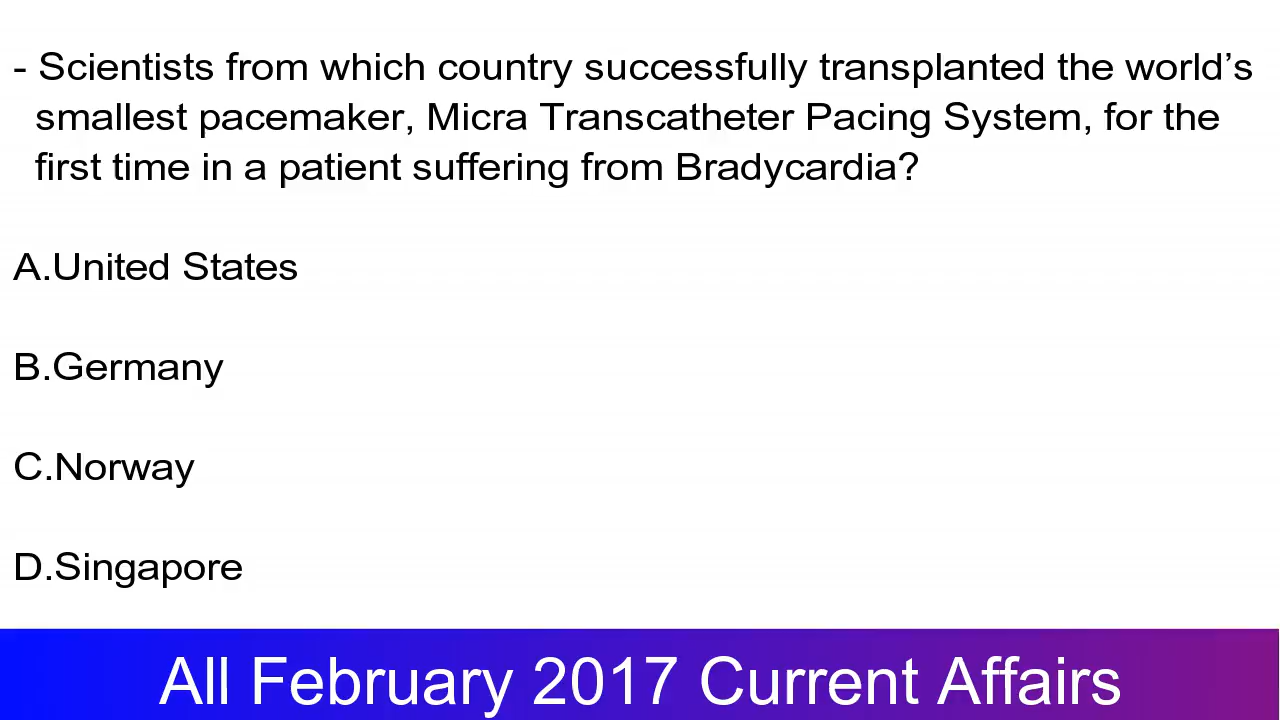 - Scientists from which country successfully transplanted the world’s
smallest pacemaker, Micra Transcatheter Pacing System, for the
first time in a patient suffering from Bradycardia?
A.United States
B.Germany
C.Norway
D.Singapore
All February 2017 Current Affairs